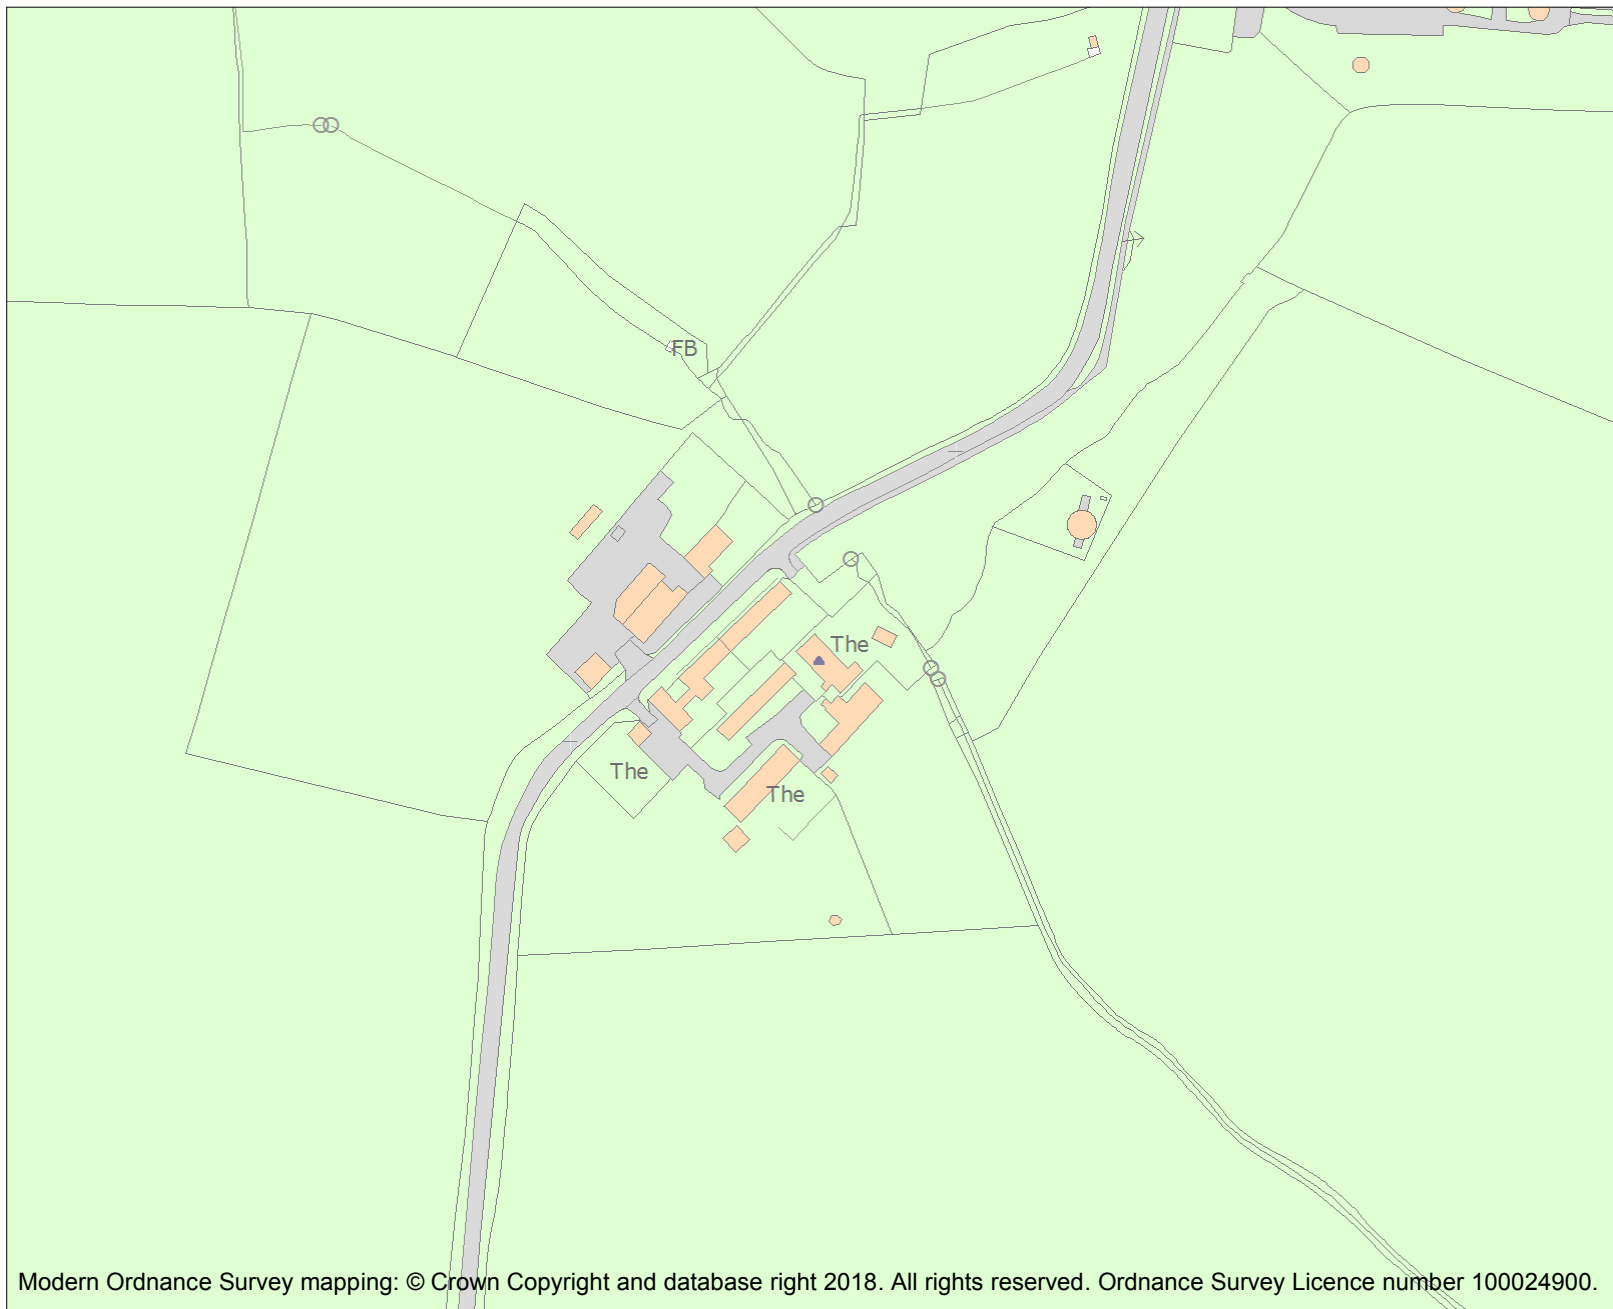 FB
The
The
The
Modern Ordnance Survey mapping: © Crown Copyright and database right 2018. All rights reserved. Ordnance Survey Licence number 100024900.